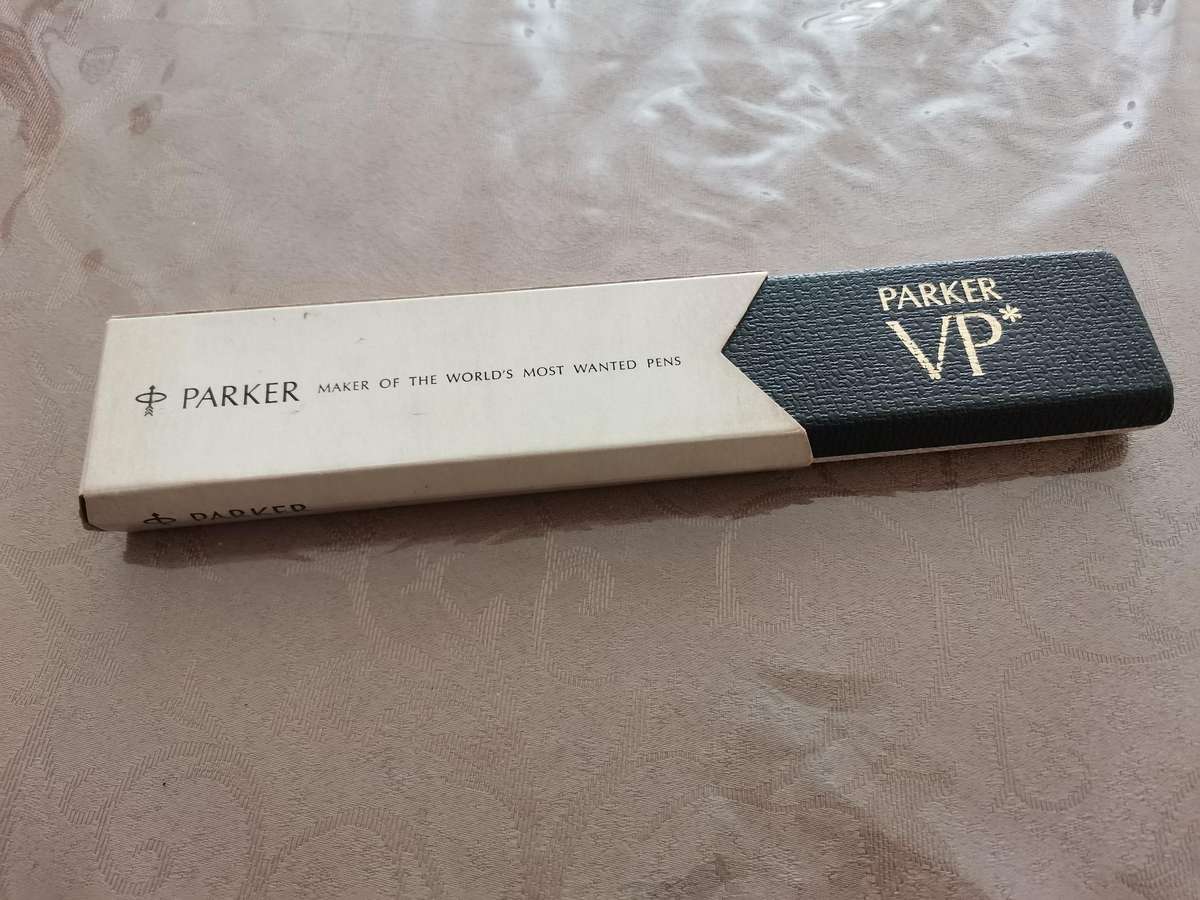 PARKER MAKER OF THE WORLD'S MOST WANTED PENS
PARKER
VP*
PARKER